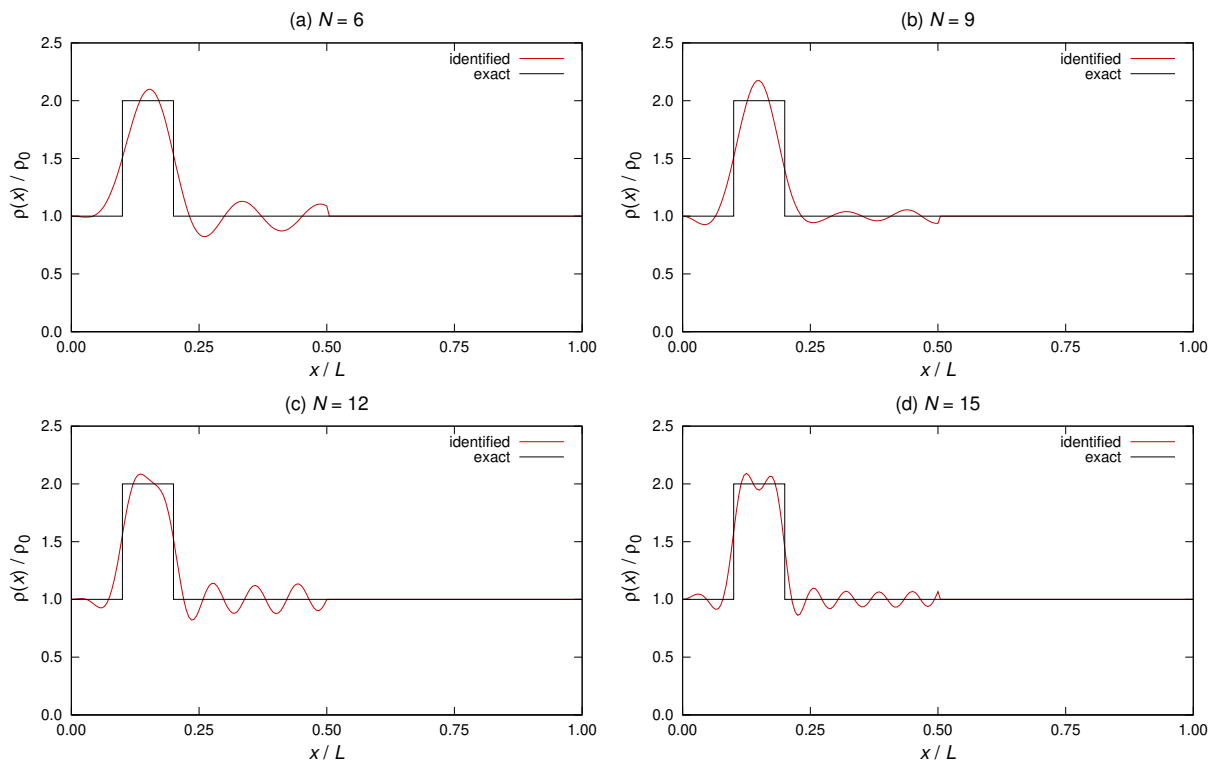 (a) N = 6
2.5
2.0
1.5
1.0
0.5
0.0
ρ(x) / ρ0
identified
exact
0.00 0.25 0.50 0.75 1.00
x / L
(b) N = 9
2.5
2.0
1.5
1.0
0.5
0.0
ρ(x) / ρ0
identified
exact
0.00 0.25 0.50 0.75 1.00
x / L
(c) N = 12
2.5
2.0
1.5
1.0
0.5
0.0
ρ(x) / ρ0
identified
exact
0.00 0.25 0.50 0.75 1.00
x / L
(d) N = 15
2.5
2.0
1.5
1.0
0.5
0.0
ρ(x) / ρ0
identified
exact
0.00 0.25 0.50 0.75 1.00
x / L